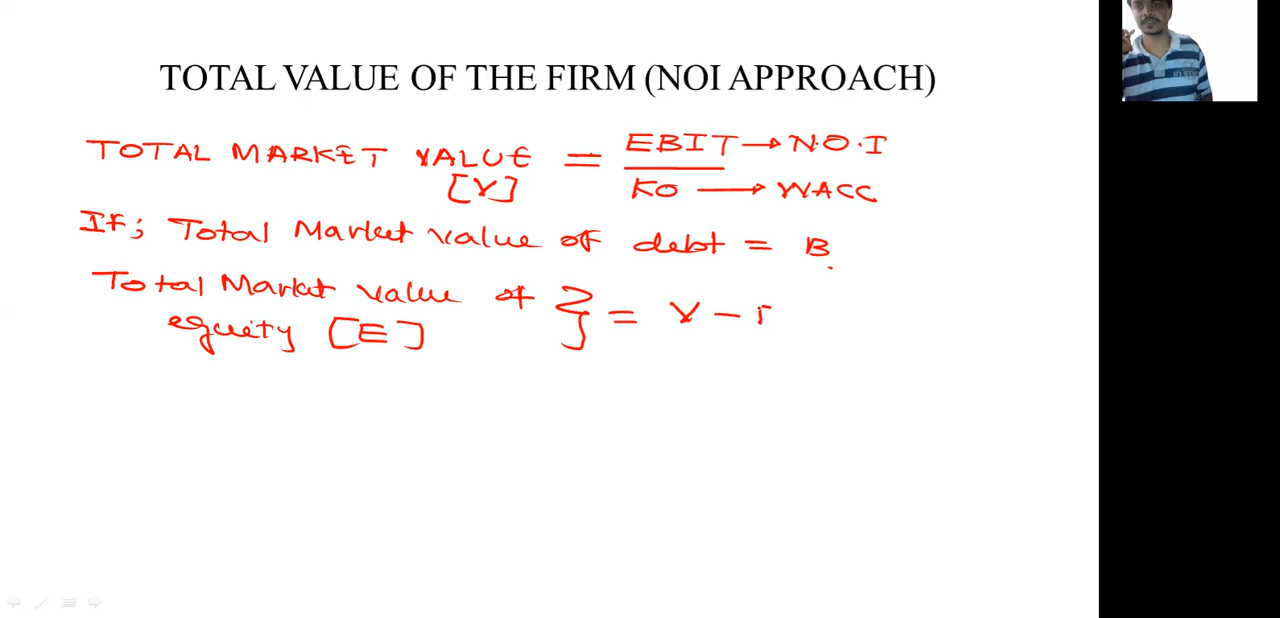 TOTAL VALUE OF THE FIRM (NOI APPROACH)
TOTAL MARKET VALUE = EBIT → N.O.I
[V] KO → WACC
If; Total Market value of debt = B
Total Market value of } = V -
equity [E]